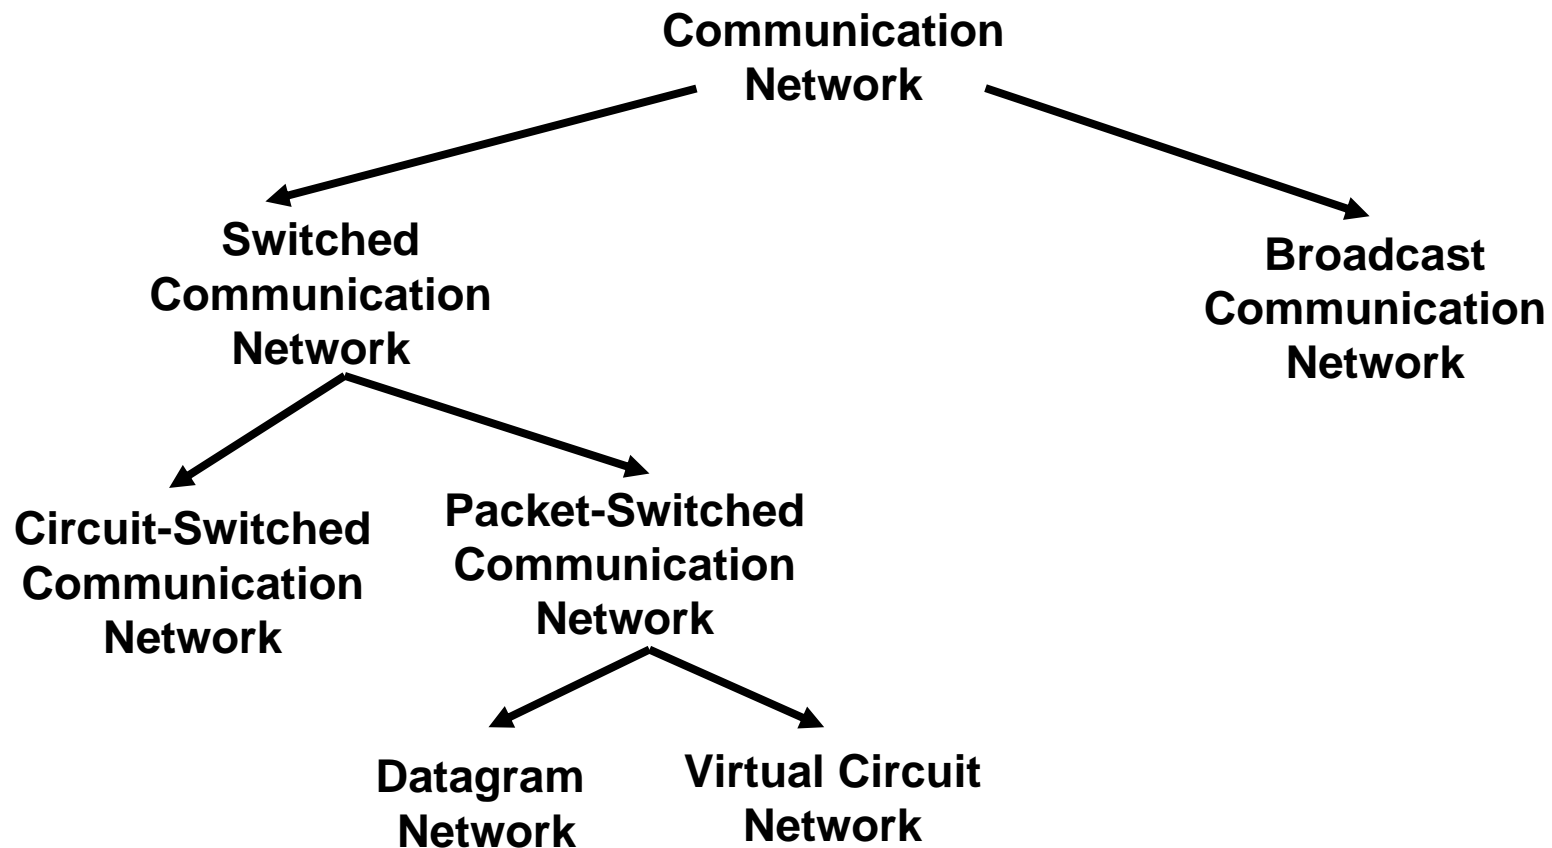 Communication
Network
Switched
Communication
Network
Broadcast
Communication
Network
Circuit-Switched
Communication
Network
Packet-Switched
Communication
Network
Datagram
Network
Virtual Circuit
Network